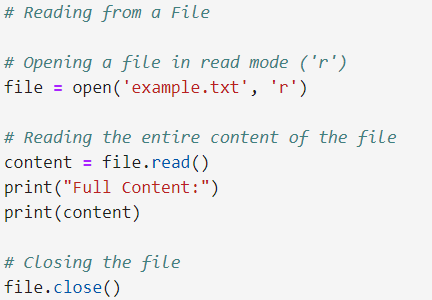 # Reading from a File
# Opening a file in read mode ('r')
file = open('example.txt', 'r')
# Reading the entire content of the file
content = file.read()
print("Full Content:")
print(content)
# Closing the file
file.close()